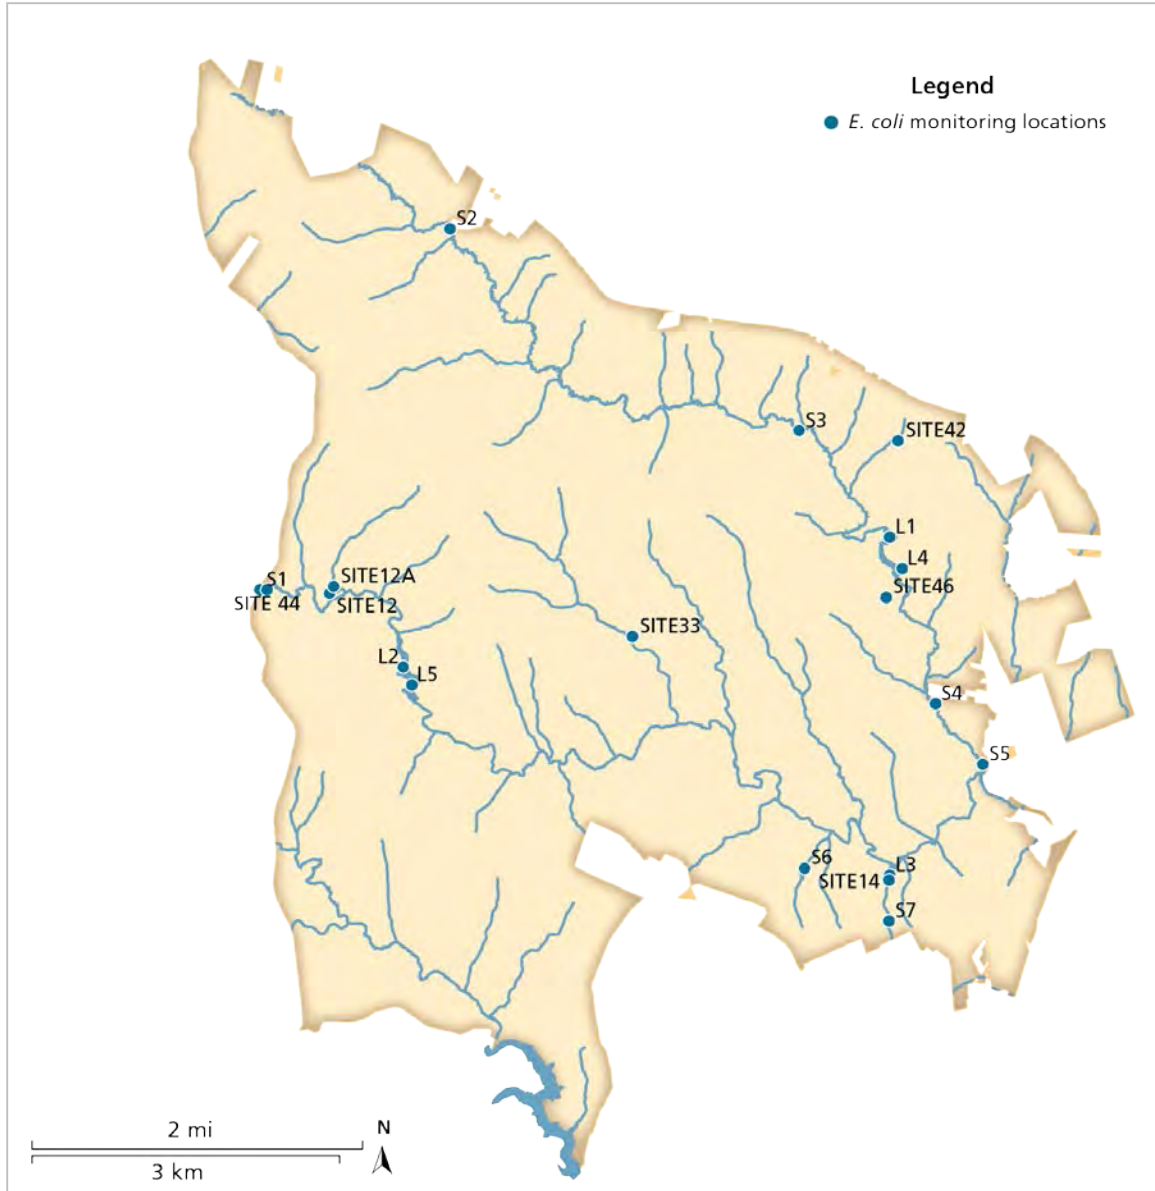 Legend
E. coli monitoring locations
S2
S3
SITE42
L1
L4
SITE46
S1
SITE 44
SITE12A
SITE12
SITE33
L2
L5
S4
S5
S6
L3
SITE14
S7
2 mi
3 km
N